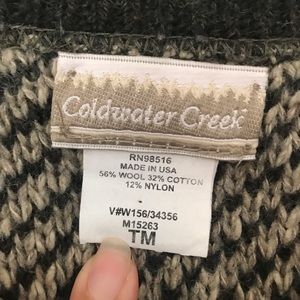 Coldwater Creek
RN98516
MADE IN USA
56% WOOL 32% COTTON
12% NYLON
V#W156/34356
M15263
TM